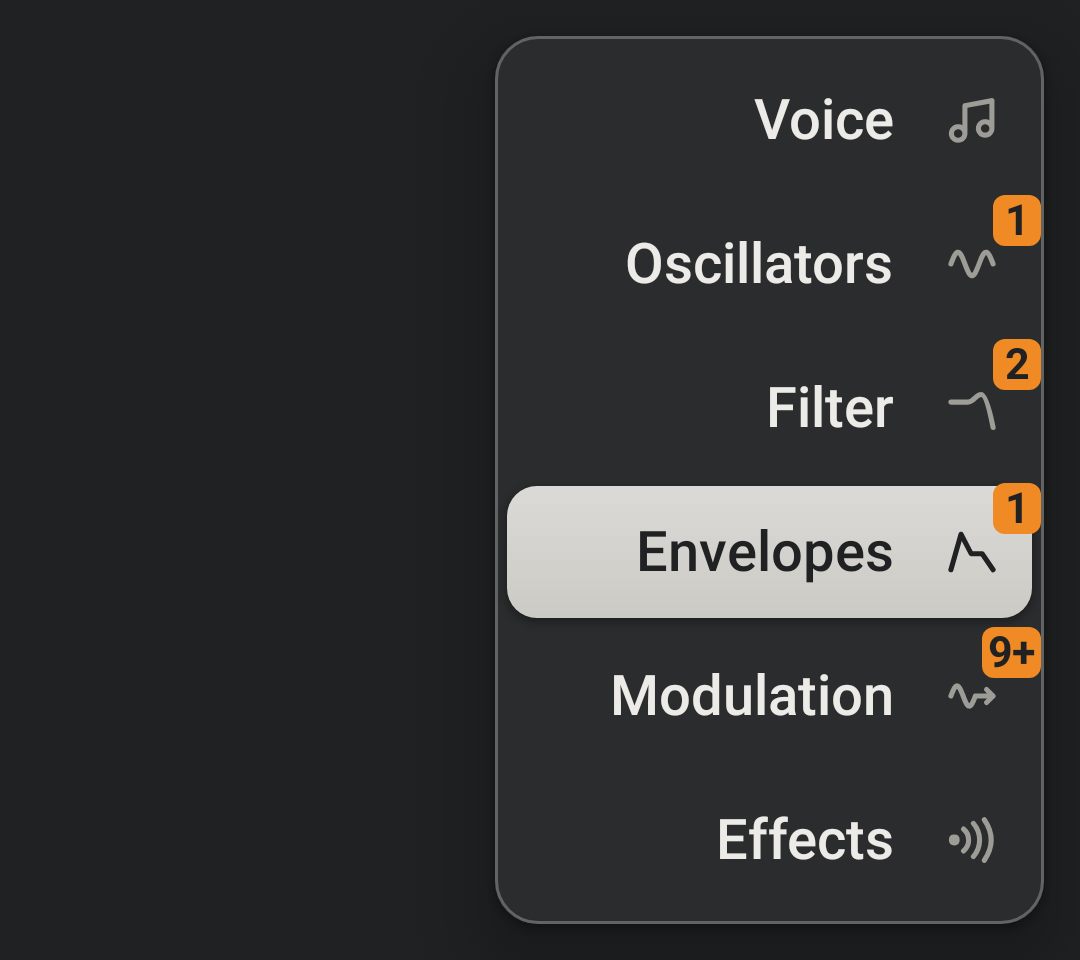 Voice
1
Oscillators
2
Filter
1
Envelopes
9+
Modulation
Effects